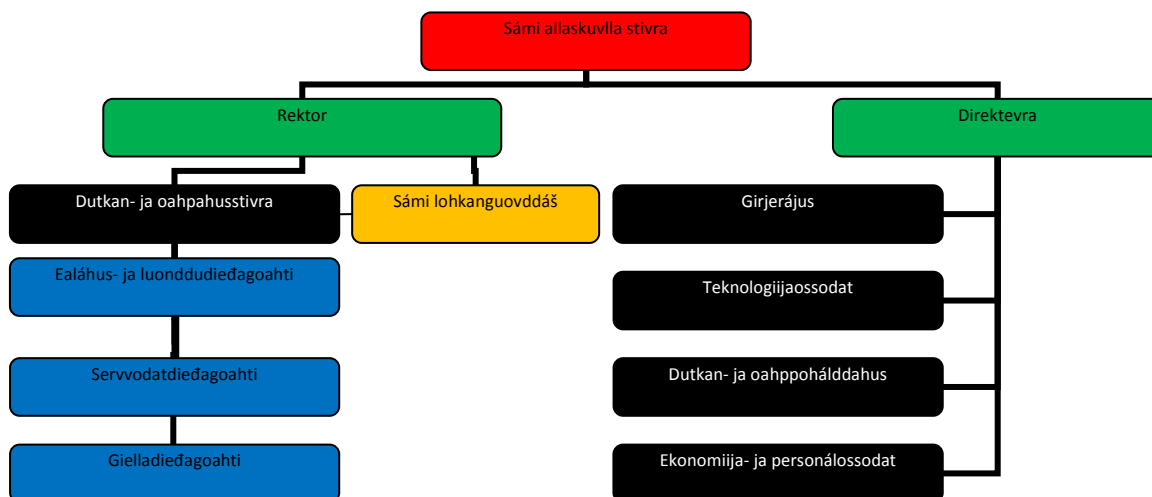 Sámi allaskuvlla stivra
Rektor
Direktevra
Dutkan- ja oahpahusstivra
Sámi lohkanguovddáš
Girjerájus
Ealáhus- ja luonddudieđagoahti
Teknologiijaossodat
Servvodatdieđagoahti
Dutkan- ja oahppohálddahus
Gielladieđagoahti
Ekonomiija- ja personálossodat